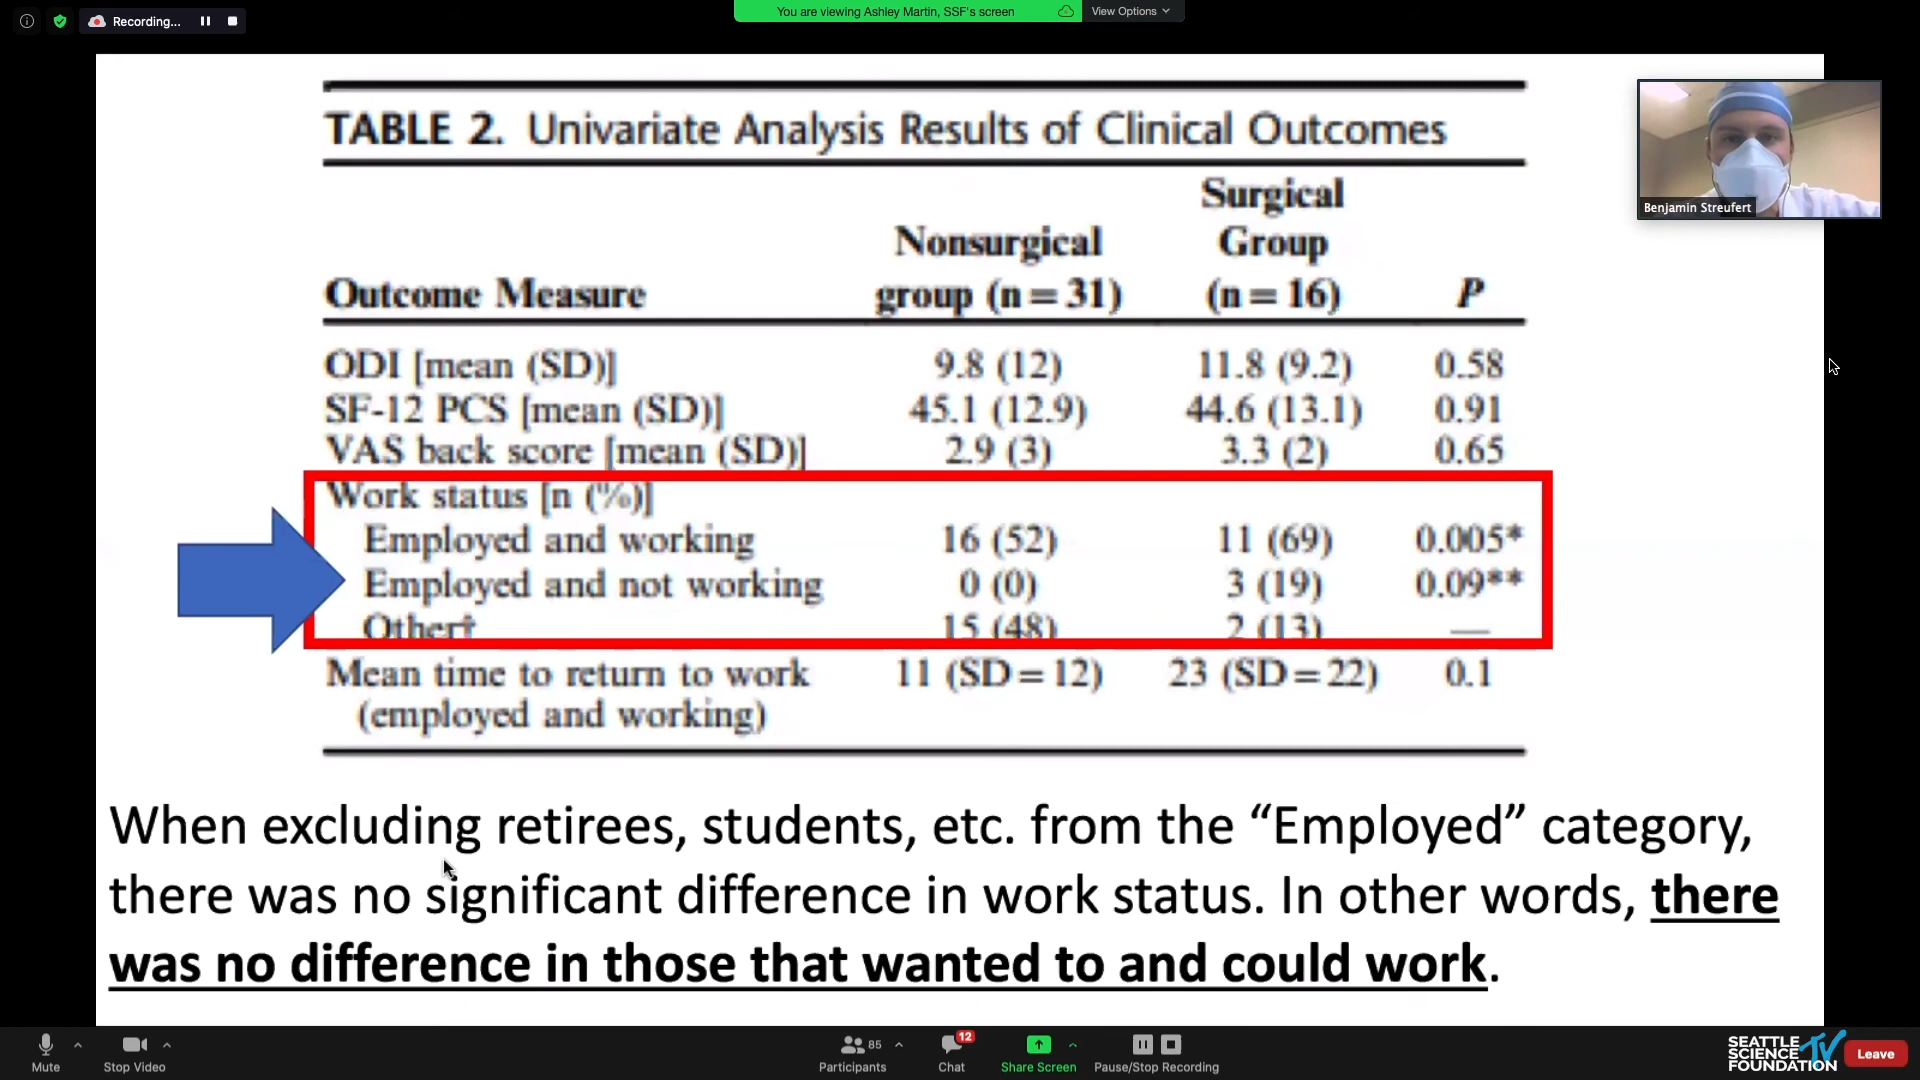 Recording...
You are viewing Ashley Martin, SSF's screen
View Options
TABLE 2. Univariate Analysis Results of Clinical Outcomes
Surgical
Nonsurgical Group
Outcome Measure group (n = 31) (n = 16) P
ODI [mean (SD)] 9.8 (12) 11.8 (9.2) 0.58
SF-12 PCS [mean (SD)] 45.1 (12.9) 44.6 (13.1) 0.91
VAS back score [mean (SD)] 2.9 (3) 3.3 (2) 0.65
Work status [n (%)]
Employed and working 16 (52) 11 (69) 0.005*
Employed and not working 0 (0) 3 (19) 0.09**
Other† 15 (48) 2 (13) —
Mean time to return to work 11 (SD = 12) 23 (SD = 22) 0.1
(employed and working)
Benjamin Streufert
When excluding retirees, students, etc. from the “Employed” category,
there was no significant difference in work status. In other words, there
was no difference in those that wanted to and could work.
Mute
Stop Video
85
Participants
12
Chat
Share Screen
Pause/Stop Recording
SEATTLE
SCIENCE
FOUNDATION
TV
Leave